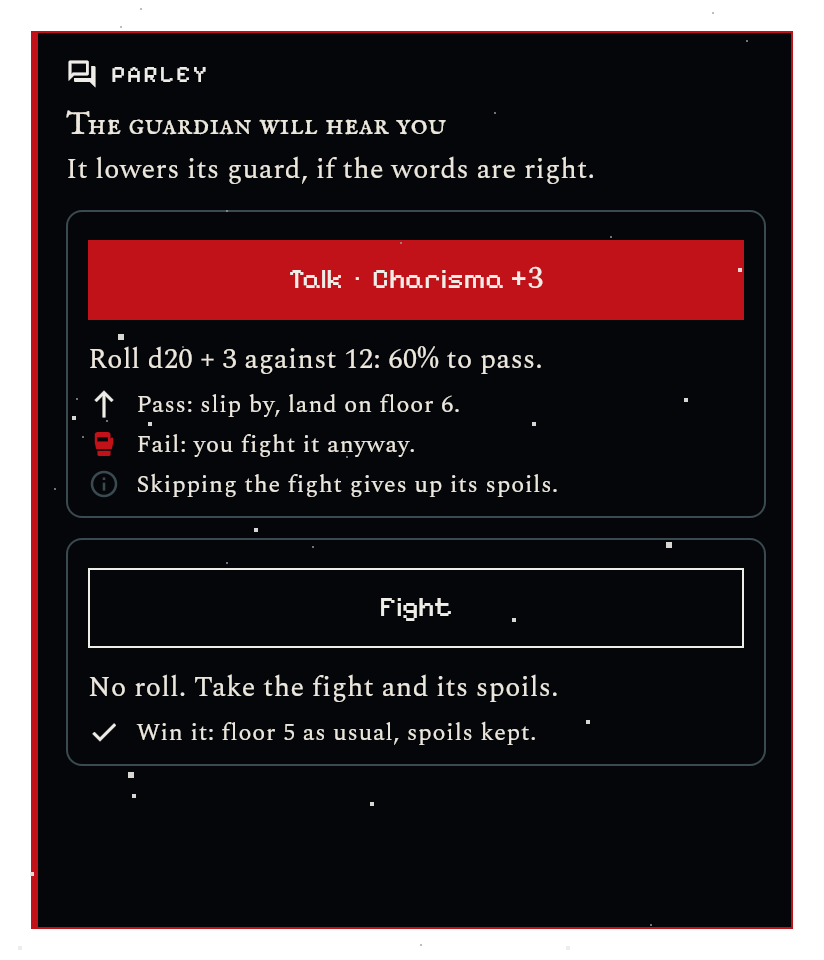 PARLEY
The guardian will hear you
It lowers its guard, if the words are right.
Talk · Charisma +3
Roll d20 + 3 against 12: 60% to pass.
Pass: slip by, land on floor 6.
Fail: you fight it anyway.
Skipping the fight gives up its spoils.
Fight
No roll. Take the fight and its spoils.
Win it: floor 5 as usual, spoils kept.